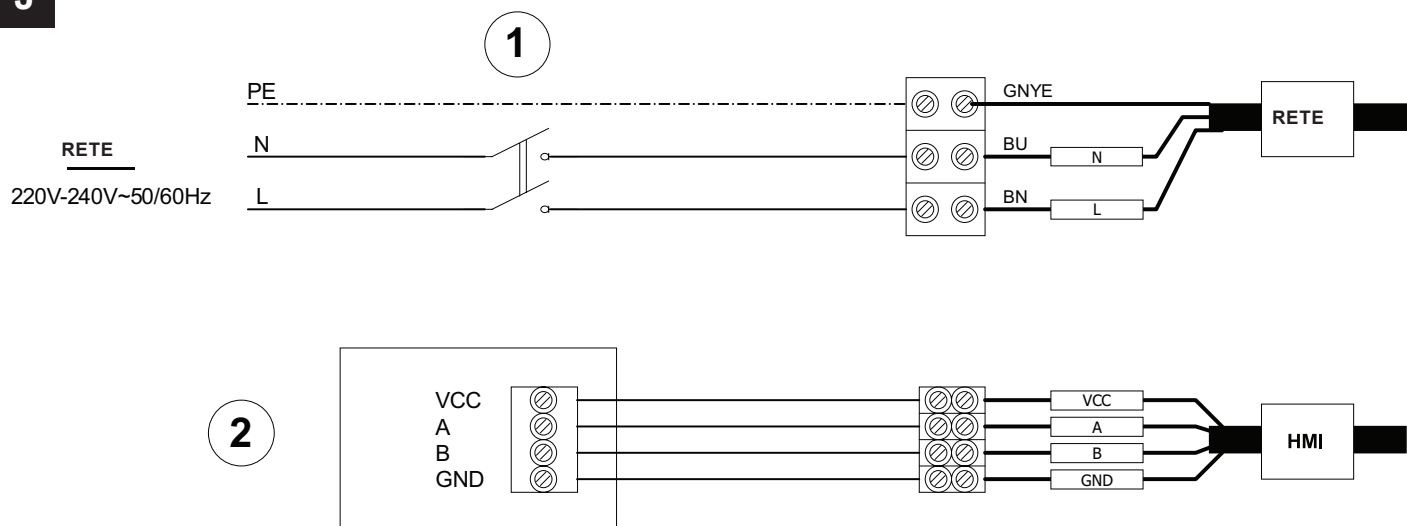 1
PE
GNYE
RETE
RETE
N
BU
N
220V-240V~50/60Hz
L
BN
L
2
VCC
VCC
A
A
B
B
GND
GND
HMI